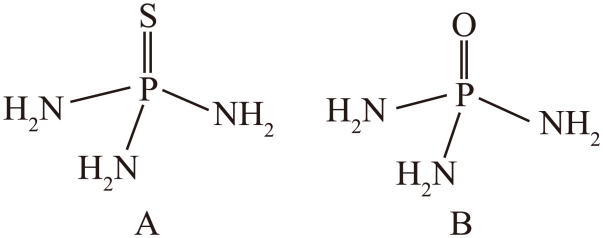 S O
P P
H₂N NH₂ H₂N NH₂
H₂N H₂N
A B